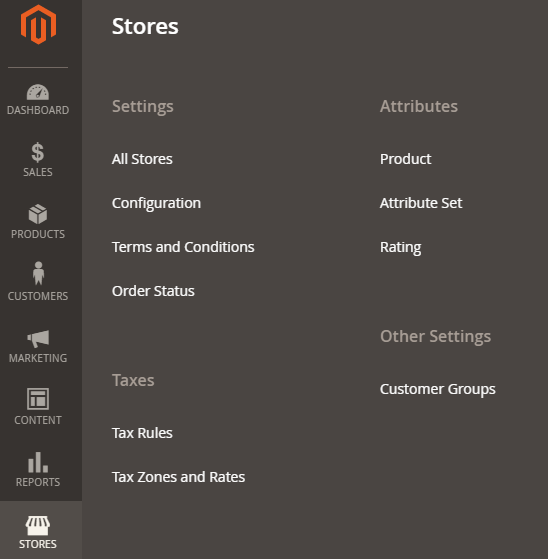 DASHBOARD
SALES
PRODUCTS
CUSTOMERS
MARKETING
CONTENT
REPORTS
STORES
Stores
Settings
All Stores
Configuration
Terms and Conditions
Order Status
Taxes
Tax Rules
Tax Zones and Rates
Attributes
Product
Attribute Set
Rating
Other Settings
Customer Groups